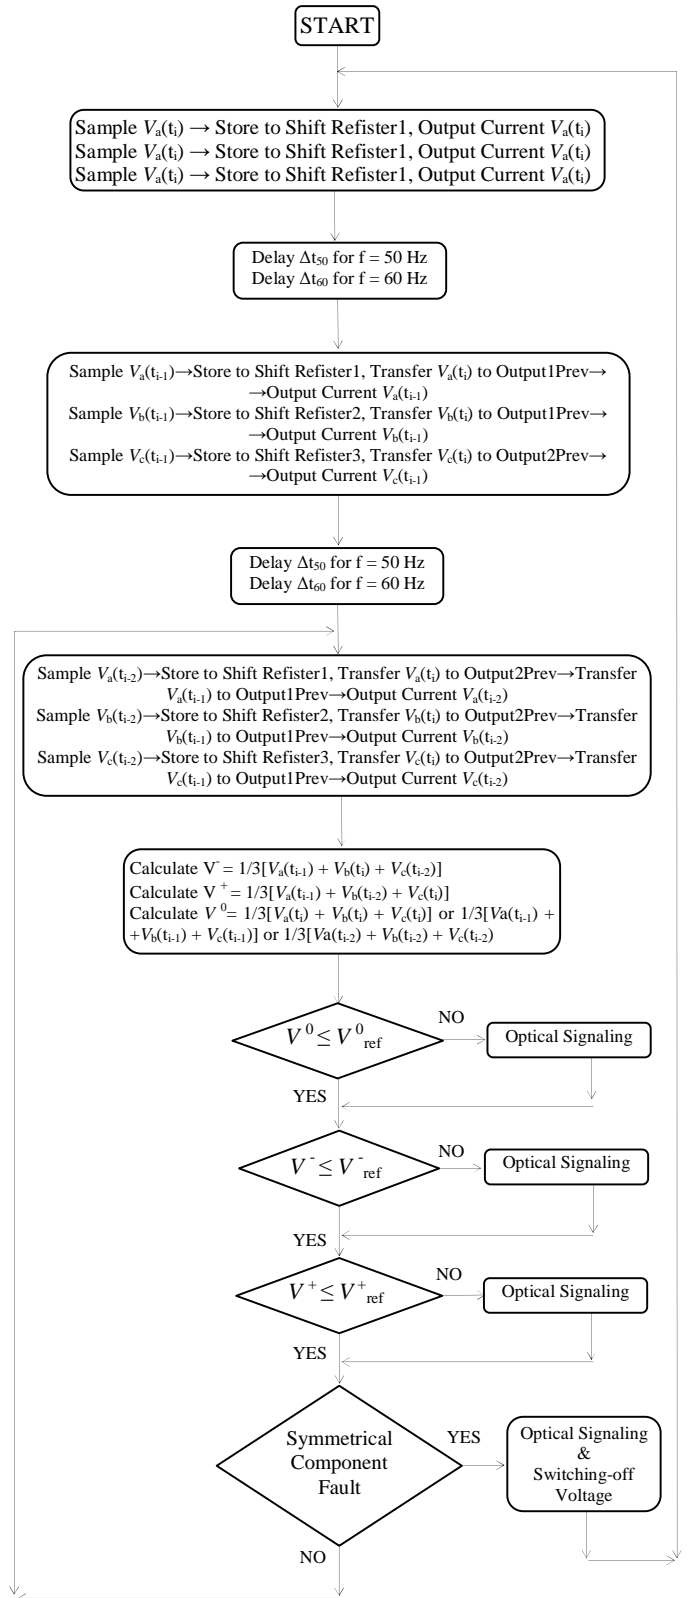 START
Sample Va(ti) → Store to Shift Refister1, Output Current Va(ti)
Sample Va(ti) → Store to Shift Refister1, Output Current Va(ti)
Sample Va(ti) → Store to Shift Refister1, Output Current Va(ti)
Delay Δt50 for f = 50 Hz
Delay Δt60 for f = 60 Hz
Sample Va(ti-1)→Store to Shift Refister1, Transfer Va(ti) to Output1Prev→
→Output Current Va(ti-1)
Sample Vb(ti-1)→Store to Shift Refister2, Transfer Vb(ti) to Output1Prev→
→Output Current Vb(ti-1)
Sample Vc(ti-1)→Store to Shift Refister3, Transfer Vc(ti) to Output2Prev→
→Output Current Vc(ti-1)
Delay Δt50 for f = 50 Hz
Delay Δt60 for f = 60 Hz
Sample Va(ti-2)→Store to Shift Refister1, Transfer Va(ti) to Output2Prev→Transfer
Va(ti-1) to Output1Prev→Output Current Va(ti-2)
Sample Vb(ti-2)→Store to Shift Refister2, Transfer Vb(ti) to Output2Prev→Transfer
Vb(ti-1) to Output1Prev→Output Current Vb(ti-2)
Sample Vc(ti-2)→Store to Shift Refister3, Transfer Vc(ti) to Output2Prev→Transfer
Vc(ti-1) to Output1Prev→Output Current Vc(ti-2)
Calculate V- = 1/3[Va(ti-1) + Vb(ti) + Vc(ti-2)]
Calculate V + = 1/3[Va(ti-1) + Vb(ti-2) + Vc(ti)]
Calculate V 0= 1/3[Va(ti) + Vb(ti) + Vc(ti)] or 1/3[Va(ti-1) +
+Vb(ti-1) + Vc(ti-1)] or 1/3[Va(ti-2) + Vb(ti-2) + Vc(ti-2)
V 0 ≤ V 0ref
NO
Optical Signaling
YES
V - ≤ V -ref
NO
Optical Signaling
YES
V + ≤ V +ref
NO
Optical Signaling
YES
Symmetrical
Component
Fault
YES
Optical Signaling
&
Switching-off
Voltage
NO